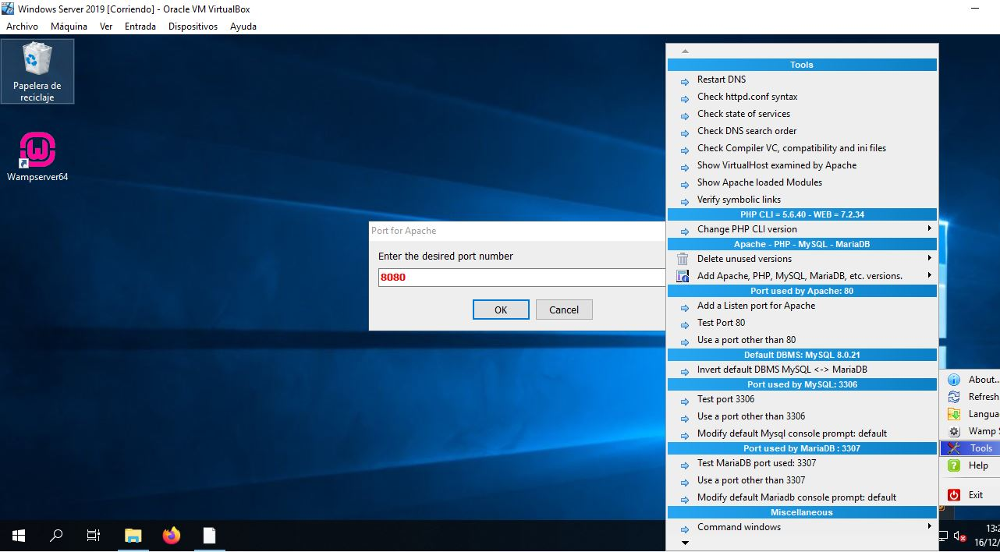 Windows Server 2019 [Corriendo] - Oracle VM VirtualBox
Archivo Máquina Ver Entrada Dispositivos Ayuda
Papelera de
reciclaje
Wampserver64
Port for Apache
Enter the desired port number
8080
OK Cancel
Tools
Restart DNS
Check httpd.conf syntax
Check state of services
Check DNS search order
Check Compiler VC, compatibility and ini files
Show VirtualHost examined by Apache
Show Apache loaded Modules
Verify symbolic links
PHP CLI = 5.6.40 - WEB = 7.2.34
Change PHP CLI version
Apache - PHP - MySQL - MariaDB
Delete unused versions
Add Apache, PHP, MySQL, MariaDB, etc. versions.
Port used by Apache: 80
Add a Listen port for Apache
Test Port 80
Use a port other than 80
Default DBMS: MySQL 8.0.21
Invert default DBMS MySQL <-> MariaDB
Port used by MySQL: 3306
Test port 3306
Use a port other than 3306
Modify default Mysql console prompt: default
Port used by MariaDB : 3307
Test MariaDB port used: 3307
Use a port other than 3307
Modify default Mariadb console prompt: default
Miscellaneous
Command windows
About...
Refresh
Langua
Wamp S
Tools
Help
Exit
13:2
16/12/